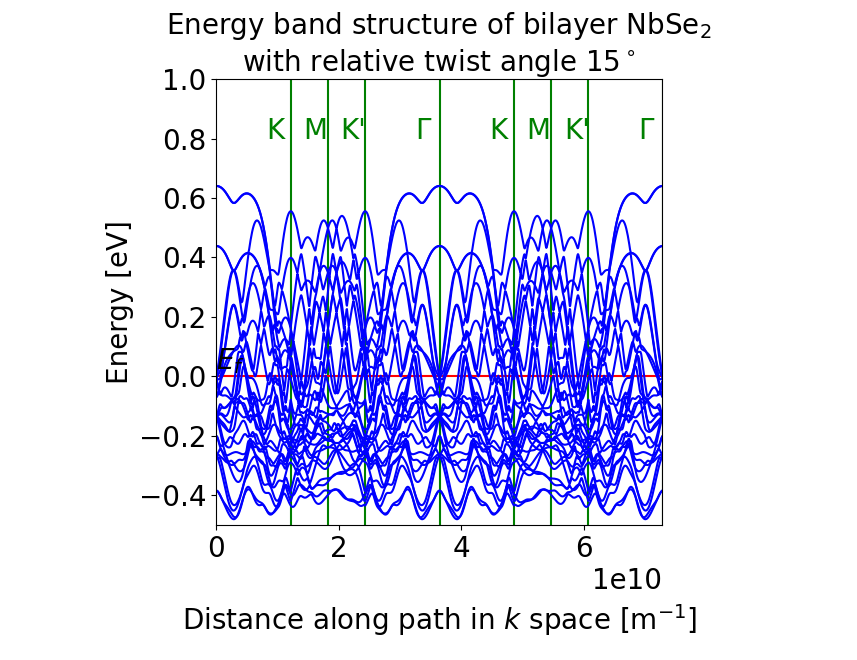 Energy band structure of bilayer NbSe₂
with relative twist angle 15°
1.0
0.8
0.6
0.4
0.2
0.0
−0.2
−0.4
Energy [eV]
K M K' Γ K M K' Γ
E_f
0 2 4 6
1e10
Distance along path in k space [m⁻¹]